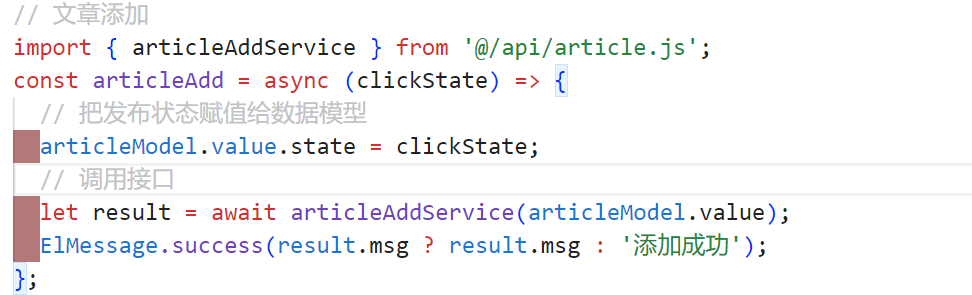 // 文章添加
import { articleAddService } from '@/api/article.js';
const articleAdd = async (clickState) => {
// 把发布状态赋值给数据模型
articleModel.value.state = clickState;
// 调用接口
let result = await articleAddService(articleModel.value);
ElMessage.success(result.msg ? result.msg : '添加成功');
};